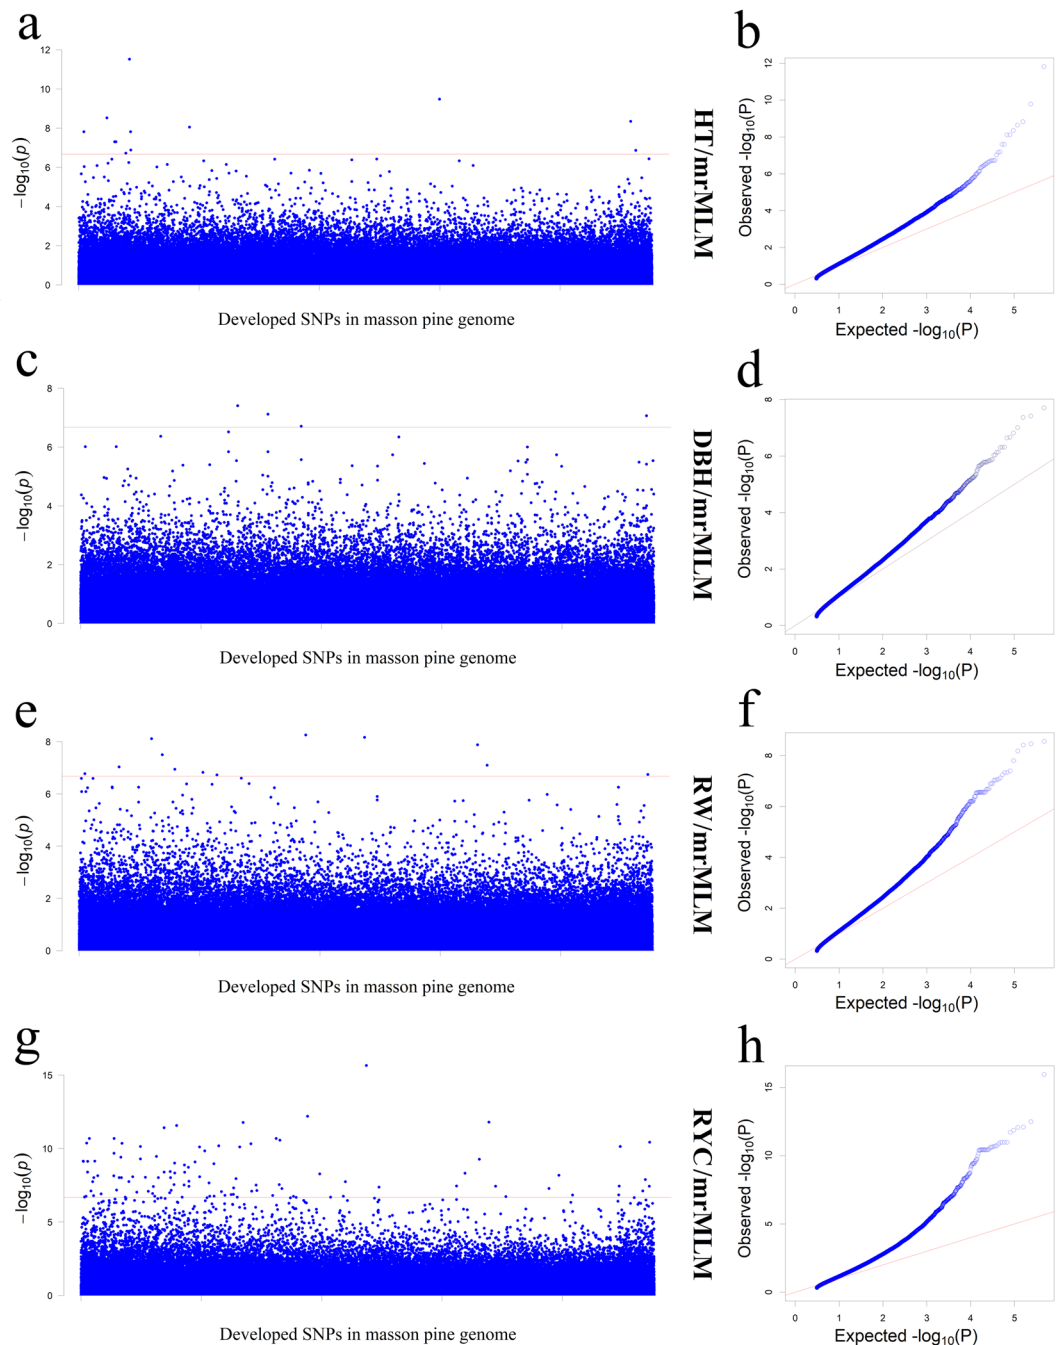 a
12
10
8
6
4
2
0
−log10(p)
Developed SNPs in masson pine genome
HT/mrMLM
b
12
10
8
6
4
2
0
Observed -log10(P)
0 1 2 3 4 5
Expected -log10(P)
c
8
6
4
2
0
−log10(p)
Developed SNPs in masson pine genome
DBH/mrMLM
d
8
6
4
2
0
Observed -log10(P)
0 1 2 3 4 5
Expected -log10(P)
e
8
6
4
2
0
−log10(p)
Developed SNPs in masson pine genome
RW/mrMLM
f
8
6
4
2
0
Observed -log10(P)
0 1 2 3 4 5
Expected -log10(P)
g
15
10
5
0
−log10(p)
Developed SNPs in masson pine genome
RYC/mrMLM
h
15
10
5
0
Observed -log10(P)
0 1 2 3 4 5
Expected -log10(P)